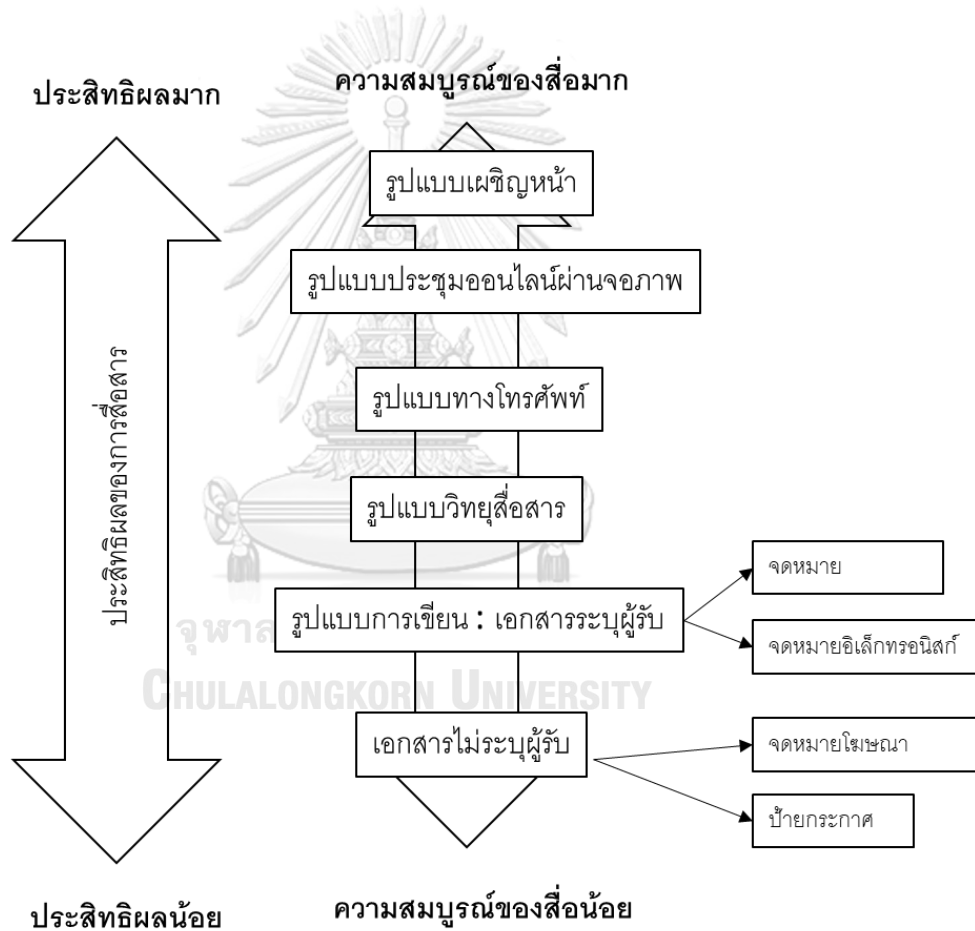 ประสิทธิผลมาก
ความสมบูรณ์ของสื่อมาก
รูปแบบเผชิญหน้า
รูปแบบประชุมออนไลน์ผ่านจอภาพ
รูปแบบทางโทรศัพท์
รูปแบบวิทยุสื่อสาร
ประสิทธิผลของการสื่อสาร
รูปแบบการเขียน : เอกสารระบุผู้รับ
จดหมาย
จดหมายอิเล็กทรอนิสก์
จุฬาล
CHULALONGKORN UNIVERSITY
เอกสารไม่ระบุผู้รับ
จดหมายโฆษณา
ป้ายกระกาศ
ประสิทธิผลน้อย
ความสมบูรณ์ของสื่อน้อย